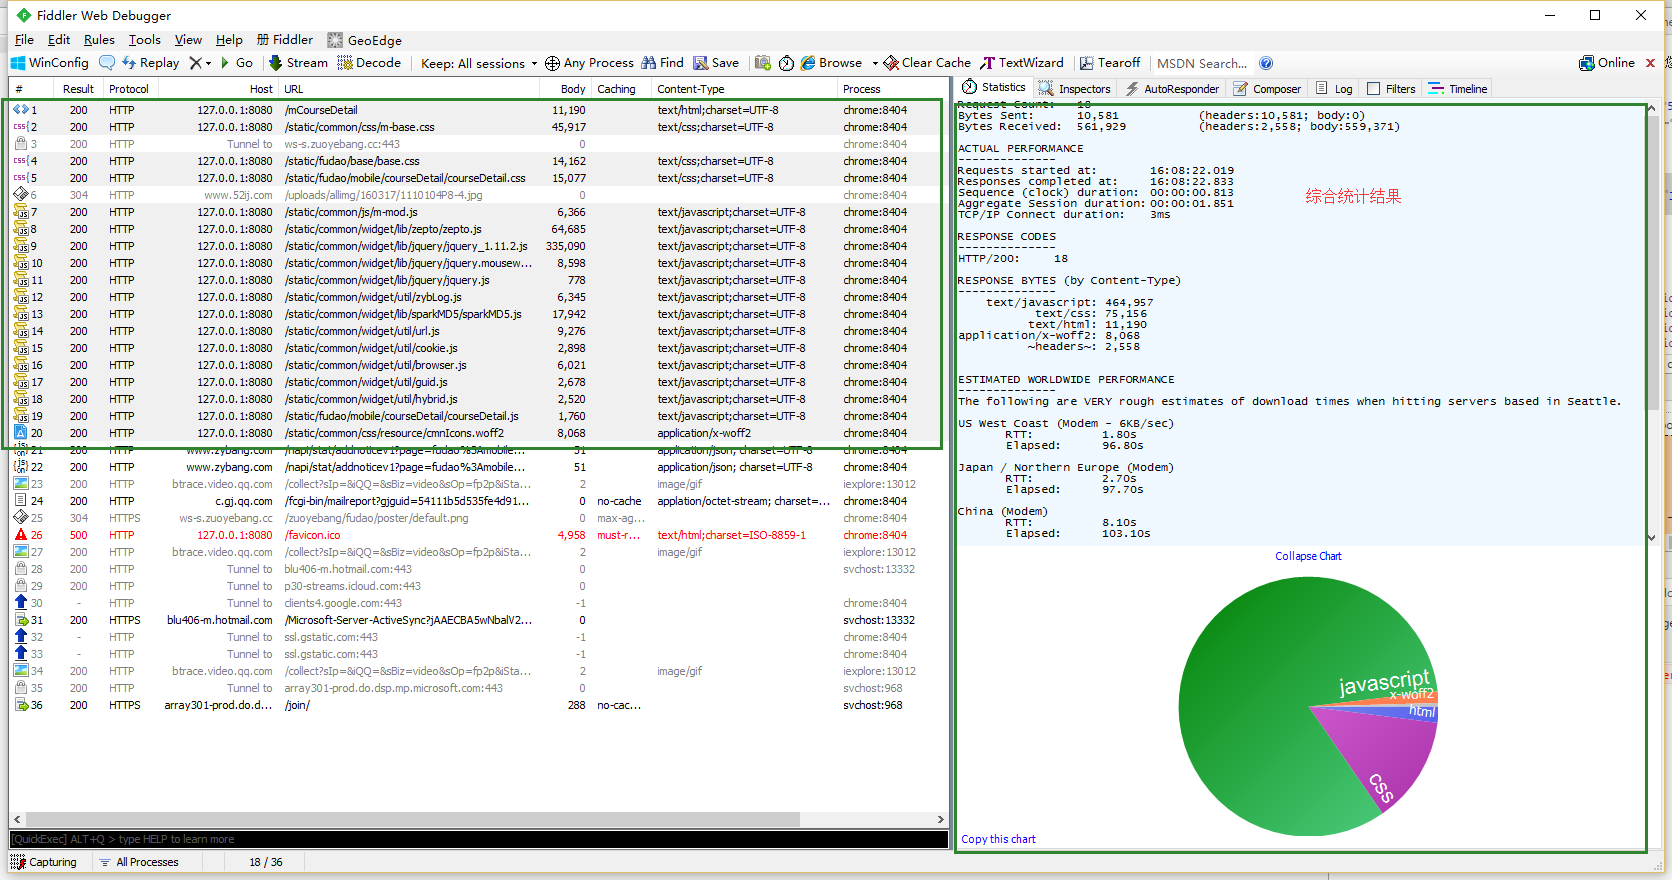 Fiddler Web Debugger
File Edit Rules Tools View Help Fiddler GeoEdge
WinConfig Replay Go Stream Decode Keep: All sessions Any Process Find Save Browse Clear Cache TextWizard Tearoff MSDN Search... Online
# Result Protocol Host URL Body Caching Content-Type Process
1 200 HTTP 127.0.0.1:8080 /mCourseDetail 11,190 text/html;charset=UTF-8 chrome:8404
2 200 HTTP 127.0.0.1:8080 /static/common/css/m-base.css 45,917 text/css;charset=UTF-8 chrome:8404
3 200 HTTP Tunnel to ws-s.zuoyebang.cc:443 0 chrome:8404
4 200 HTTP 127.0.0.1:8080 /static/fudao/base/base.css 14,162 text/css;charset=UTF-8 chrome:8404
5 200 HTTP 127.0.0.1:8080 /static/fudao/mobile/courseDetail/courseDetail.css 15,077 text/css;charset=UTF-8 chrome:8404
6 304 HTTP www.52ij.com /uploads/allimg/160317/1110104P8-4.jpg 0 chrome:8404
7 200 HTTP 127.0.0.1:8080 /static/common/js/m-mod.js 6,366 text/javascript;charset=UTF-8 chrome:8404
8 200 HTTP 127.0.0.1:8080 /static/common/widget/lib/zepto/zepto.js 64,685 text/javascript;charset=UTF-8 chrome:8404
9 200 HTTP 127.0.0.1:8080 /static/common/widget/lib/jquery/jquery_1.11.2.js 335,090 text/javascript;charset=UTF-8 chrome:8404
10 200 HTTP 127.0.0.1:8080 /static/common/widget/lib/jquery/jquery.mousew... 8,598 text/javascript;charset=UTF-8 chrome:8404
11 200 HTTP 127.0.0.1:8080 /static/common/widget/lib/jquery/jquery.js 778 text/javascript;charset=UTF-8 chrome:8404
12 200 HTTP 127.0.0.1:8080 /static/common/widget/util/zybLog.js 6,345 text/javascript;charset=UTF-8 chrome:8404
13 200 HTTP 127.0.0.1:8080 /static/common/widget/lib/sparkMD5/sparkMD5.js 17,942 text/javascript;charset=UTF-8 chrome:8404
14 200 HTTP 127.0.0.1:8080 /static/common/widget/util/url.js 9,276 text/javascript;charset=UTF-8 chrome:8404
15 200 HTTP 127.0.0.1:8080 /static/common/widget/util/cookie.js 2,898 text/javascript;charset=UTF-8 chrome:8404
16 200 HTTP 127.0.0.1:8080 /static/common/widget/util/browser.js 6,021 text/javascript;charset=UTF-8 chrome:8404
17 200 HTTP 127.0.0.1:8080 /static/common/widget/util/guid.js 2,678 text/javascript;charset=UTF-8 chrome:8404
18 200 HTTP 127.0.0.1:8080 /static/common/widget/util/hybrid.js 2,520 text/javascript;charset=UTF-8 chrome:8404
19 200 HTTP 127.0.0.1:8080 /static/fudao/mobile/courseDetail/courseDetail.js 1,760 text/javascript;charset=UTF-8 chrome:8404
20 200 HTTP 127.0.0.1:8080 /static/common/css/resource/cmnIcons.woff2 8,068 application/x-woff2 chrome:8404
21 200 HTTP www.zybang.com /napi/stat/addnoticev1?page=fudao%3Amobile... 51 application/json; charset=UTF-8 chrome:8404
22 200 HTTP www.zybang.com /napi/stat/addnoticev1?page=fudao%3Amobile... 51 application/json; charset=UTF-8 chrome:8404
23 200 HTTP btrace.video.qq.com /collect?sIp=&iQQ=&sBiz=video&sOp=fp2p&iSta... 2 image/gif iexplore:13012
24 200 HTTP c.gj.qq.com /fcgi-bin/mailreport?gjguid=54111b5d535fe4d91... 0 no-cache applation/octet-stream; charset=... chrome:8404
25 304 HTTPS ws-s.zuoyebang.cc /zuoyebang/fudao/poster/default.png 0 max-ag... chrome:8404
26 500 HTTP 127.0.0.1:8080 /favicon.ico 4,958 must-r... text/html;charset=ISO-8859-1 chrome:8404
27 200 HTTP btrace.video.qq.com /collect?sIp=&iQQ=&sBiz=video&sOp=fp2p&iSta... 2 image/gif iexplore:13012
28 200 HTTP Tunnel to blu406-m.hotmail.com:443 0 svchost:13332
29 200 HTTP Tunnel to p30-streams.icloud.com:443 0
30 - HTTP Tunnel to clients4.google.com:443 -1 chrome:8404
31 200 HTTPS blu406-m.hotmail.com /Microsoft-Server-ActiveSync?jAAECBA5wNbalV2... 0 svchost:13332
32 - HTTP Tunnel to ssl.gstatic.com:443 -1 chrome:8404
33 - HTTP Tunnel to ssl.gstatic.com:443 -1 chrome:8404
34 200 HTTP btrace.video.qq.com /collect?sIp=&iQQ=&sBiz=video&sOp=fp2p&iSta... 2 image/gif iexplore:13012
35 200 HTTP Tunnel to array301-prod.do.dsp.mp.microsoft.com:443 0 svchost:968
36 200 HTTPS array301-prod.do.d... /join/ 288 no-cac... svchost:968
[QuickExec] ALT+Q > type HELP to learn more
Capturing All Processes 18 / 36
Statistics Inspectors AutoResponder Composer Log Filters Timeline
Request Count: 18
Bytes Sent: 10,581 (headers:10,581; body:0)
Bytes Received: 561,929 (headers:2,558; body:559,371)
ACTUAL PERFORMANCE
--------------
Requests started at: 16:08:22.019
Responses completed at: 16:08:22.833
Sequence (clock) duration: 00:00:00.813
综合统计结果
Aggregate Session duration: 00:00:01.851
TCP/IP Connect duration: 3ms
RESPONSE CODES
--------------
HTTP/200: 18
RESPONSE BYTES (by Content-Type)
--------------
text/javascript: 464,957
text/css: 75,156
text/html: 11,190
application/x-woff2: 8,068
~headers~: 2,558
ESTIMATED WORLDWIDE PERFORMANCE
--------------
The following are VERY rough estimates of download times when hitting servers based in Seattle.
US West Coast (Modem - 6KB/sec)
RTT: 1.80s
Elapsed: 96.80s
Japan / Northern Europe (Modem)
RTT: 2.70s
Elapsed: 97.70s
China (Modem)
RTT: 8.10s
Elapsed: 103.10s
Collapse Chart
javascript
x-woff2
html
css
Copy this chart